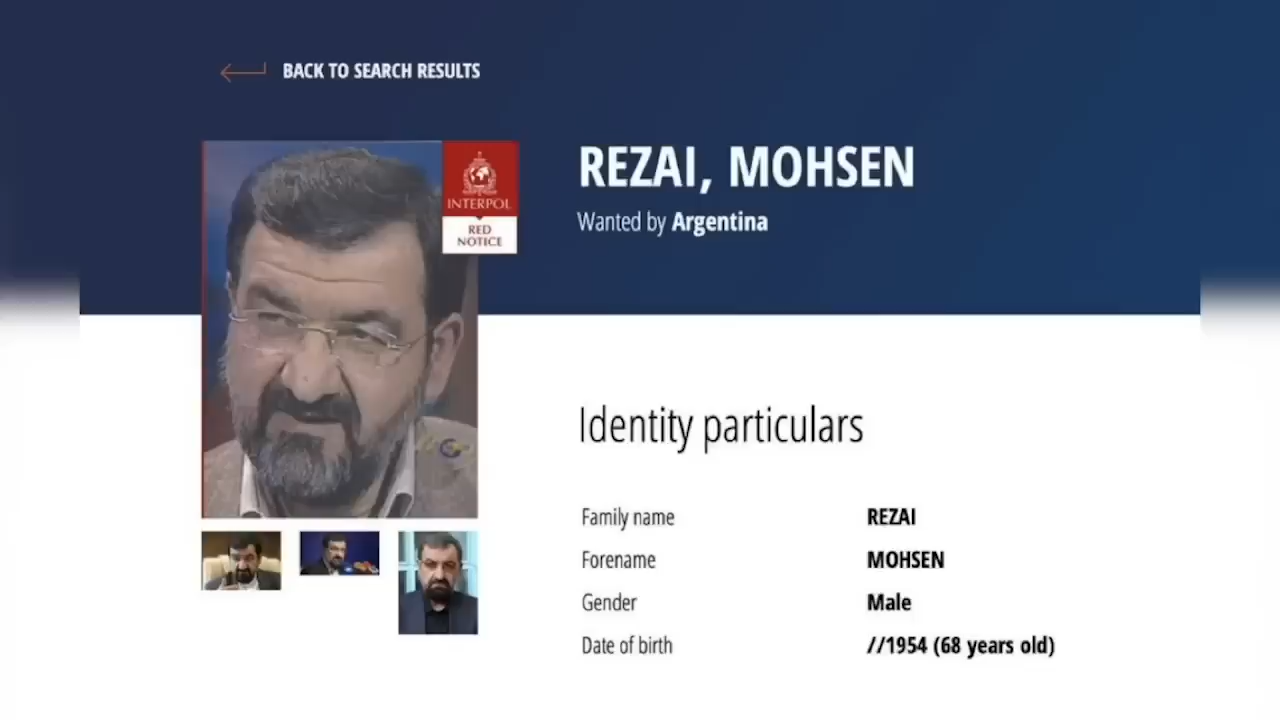 BACK TO SEARCH RESULTS
INTERPOL
RED
NOTICE
REZAI, MOHSEN
Wanted by Argentina
Identity particulars
Family name REZAI
Forename MOHSEN
Gender Male
Date of birth //1954 (68 years old)